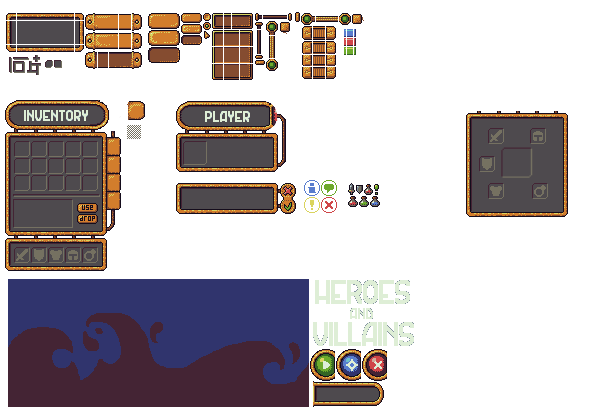 INVENTORY
PLAYER
use
drop
HEROES
AND
VILLAINS